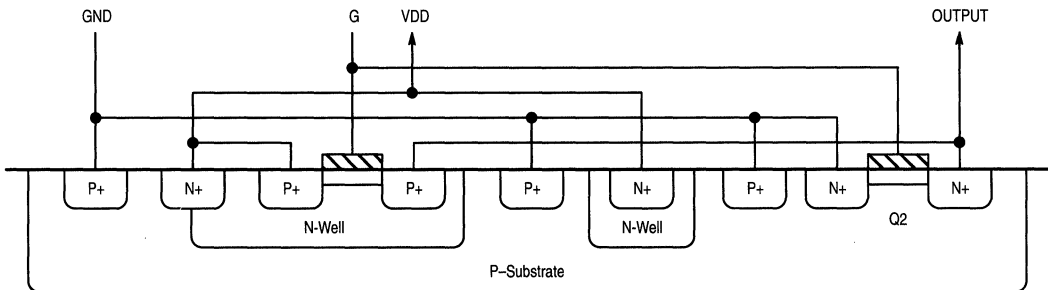 GND G VDD OUTPUT
P+ N+ P+ P+ P+ N+ P+ N+ N+
N-Well N-Well Q2
P–Substrate